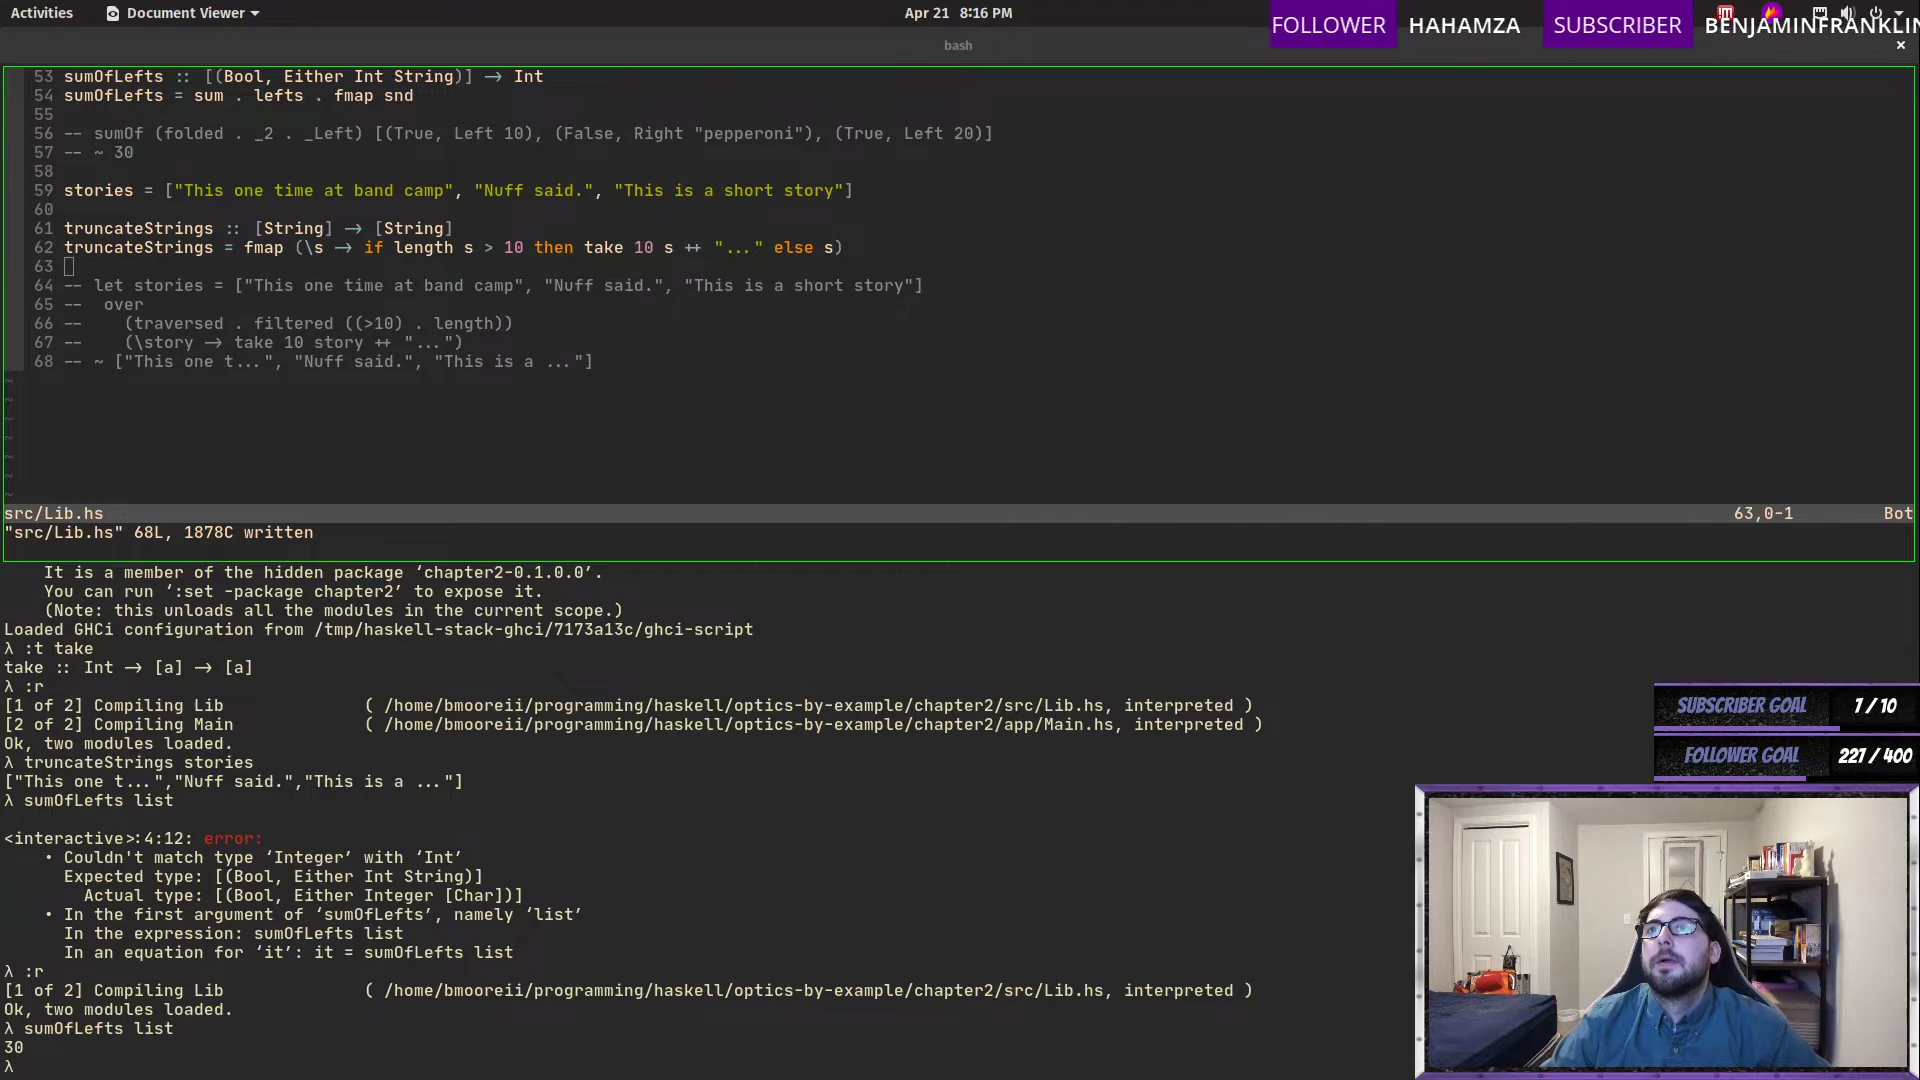 Activities Document Viewer Apr 21 8:16 PM
FOLLOWER HAHAMZA SUBSCRIBER BENJAMINFRANKLIN
bash
53 sumOfLefts :: [(Bool, Either Int String)] → Int
54 sumOfLefts = sum . lefts . fmap snd
55
56 -- sumOf (folded . _2 . _Left) [(True, Left 10), (False, Right "pepperoni"), (True, Left 20)]
57 -- ~ 30
58
59 stories = ["This one time at band camp", "Nuff said.", "This is a short story"]
60
61 truncateStrings :: [String] → [String]
62 truncateStrings = fmap (\s → if length s > 10 then take 10 s ++ "..." else s)
63
64 -- let stories = ["This one time at band camp", "Nuff said.", "This is a short story"]
65 --  over
66 --    (traversed . filtered ((>10) . length))
67 --    (\story → take 10 story ++ "...")
68 -- ~ ["This one t...", "Nuff said.", "This is a ..."]
~
~
~
~
~
~
~
src/Lib.hs 63,0-1 Bot
"src/Lib.hs" 68L, 1878C written
It is a member of the hidden package ‘chapter2-0.1.0.0’.
You can run ‘:set -package chapter2’ to expose it.
(Note: this unloads all the modules in the current scope.)
Loaded GHCi configuration from /tmp/haskell-stack-ghci/7173a13c/ghci-script
λ :t take
take :: Int → [a] → [a]
λ :r
[1 of 2] Compiling Lib ( /home/bmooreii/programming/haskell/optics-by-example/chapter2/src/Lib.hs, interpreted )
[2 of 2] Compiling Main ( /home/bmooreii/programming/haskell/optics-by-example/chapter2/app/Main.hs, interpreted )
Ok, two modules loaded.
λ truncateStrings stories
["This one t...","Nuff said.","This is a ..."]
λ sumOfLefts list
<interactive>:4:12: error:
• Couldn't match type ‘Integer’ with ‘Int’
Expected type: [(Bool, Either Int String)]
Actual type: [(Bool, Either Integer [Char])]
• In the first argument of ‘sumOfLefts’, namely ‘list’
In the expression: sumOfLefts list
In an equation for ‘it’: it = sumOfLefts list
λ :r
[1 of 2] Compiling Lib ( /home/bmooreii/programming/haskell/optics-by-example/chapter2/src/Lib.hs, interpreted )
Ok, two modules loaded.
λ sumOfLefts list
30
λ
SUBSCRIBER GOAL 7 / 10
FOLLOWER GOAL 227 / 400